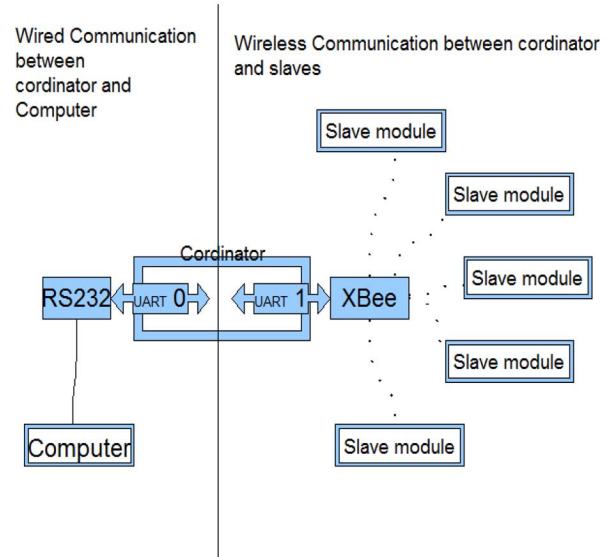 Wired Communication
between
cordinator and
Computer
Wireless Communication between cordinator
and slaves
Slave module
Slave module
Cordinator
Slave module
RS232
UART 0
UART 1
XBee
Slave module
Computer
Slave module